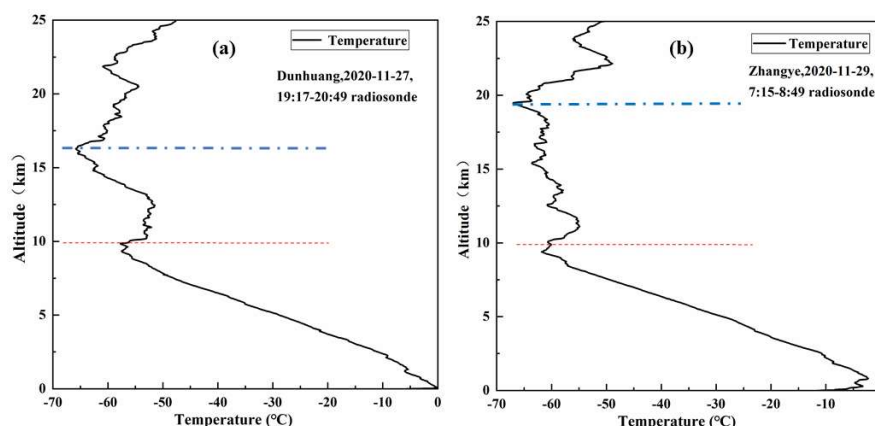 (a)
Temperature
Dunhuang,2020-11-27,
19:17-20:49 radiosonde
Altitude（km）
25
20
15
10
5
0
-70 -60 -50 -40 -30 -20 -10 0
Temperature (°C)
(b)
Temperature
Zhangye,2020-11-29,
7:15-8:49 radiosonde
Altitude（km）
25
20
15
10
5
0
-70 -60 -50 -40 -30 -20 -10
Temperature (°C)